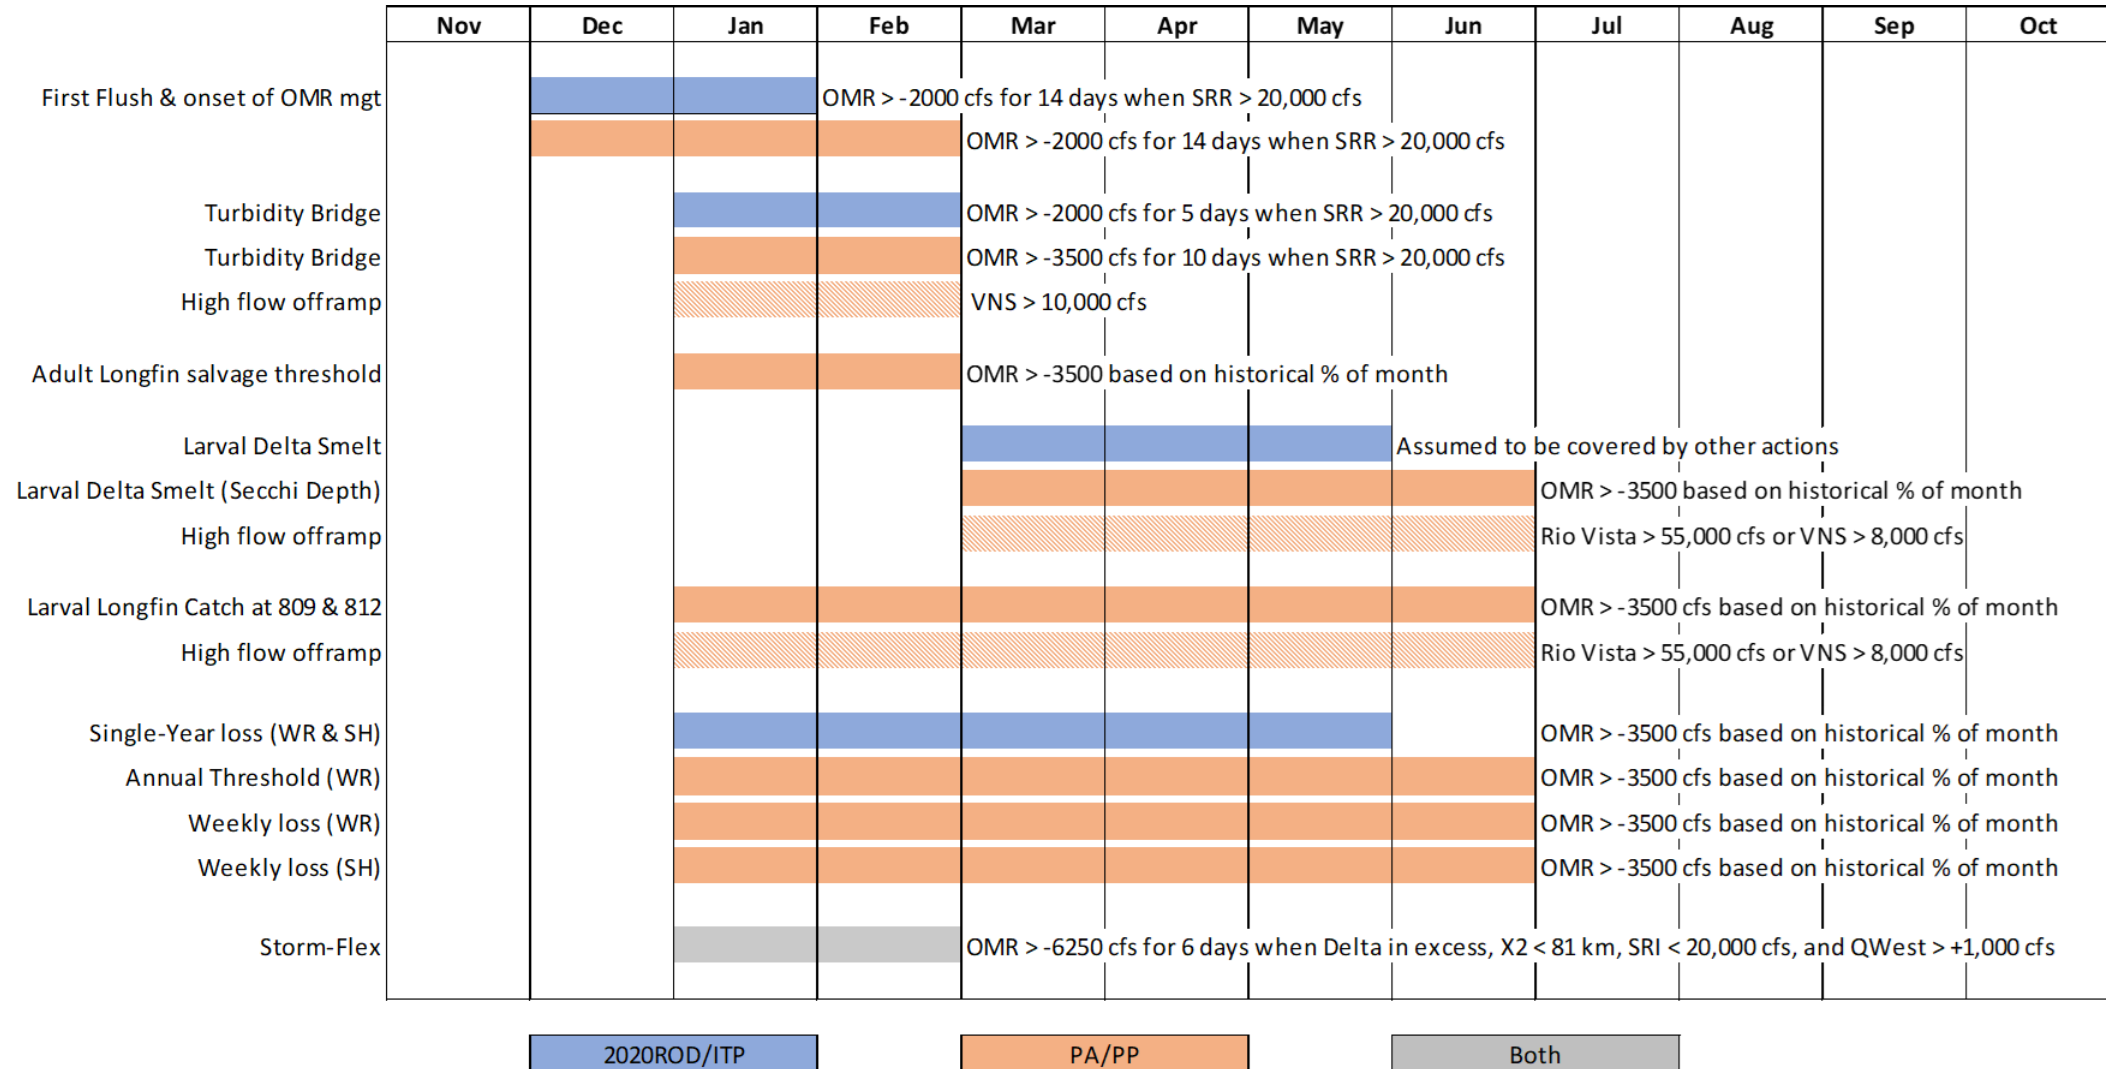 Nov Dec Jan Feb Mar Apr May Jun Jul Aug Sep Oct
First Flush & onset of OMR mgt OMR > -2000 cfs for 14 days when SRR > 20,000 cfs
OMR > -2000 cfs for 14 days when SRR > 20,000 cfs
Turbidity Bridge OMR > -2000 cfs for 5 days when SRR > 20,000 cfs
Turbidity Bridge OMR > -3500 cfs for 10 days when SRR > 20,000 cfs
High flow offramp VNS > 10,000 cfs
Adult Longfin salvage threshold OMR > -3500 based on historical % of month
Larval Delta Smelt Assumed to be covered by other actions
Larval Delta Smelt (Secchi Depth) OMR > -3500 based on historical % of month
High flow offramp Rio Vista > 55,000 cfs or VNS > 8,000 cfs
Larval Longfin Catch at 809 & 812 OMR > -3500 cfs based on historical % of month
High flow offramp Rio Vista > 55,000 cfs or VNS > 8,000 cfs
Single-Year loss (WR & SH) OMR > -3500 cfs based on historical % of month
Annual Threshold (WR) OMR > -3500 cfs based on historical % of month
Weekly loss (WR) OMR > -3500 cfs based on historical % of month
Weekly loss (SH) OMR > -3500 cfs based on historical % of month
Storm-Flex OMR > -6250 cfs for 6 days when Delta in excess, X2 < 81 km, SRI < 20,000 cfs, and QWest > +1,000 cfs
2020ROD/ITP PA/PP Both